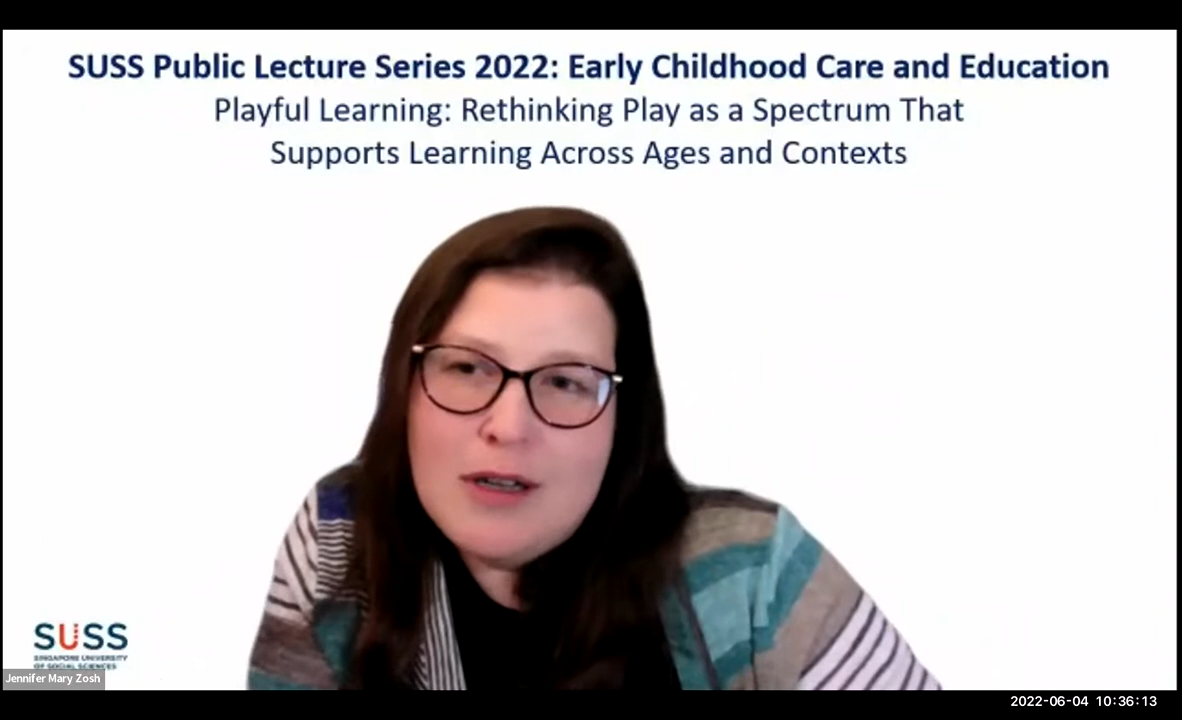 SUSS Public Lecture Series 2022: Early Childhood Care and Education
Playful Learning: Rethinking Play as a Spectrum That
Supports Learning Across Ages and Contexts
SUSS
SINGAPORE UNIVERSITY
OF SOCIAL SCIENCES
Jennifer Mary Zosh
2022-06-04 10:36:13